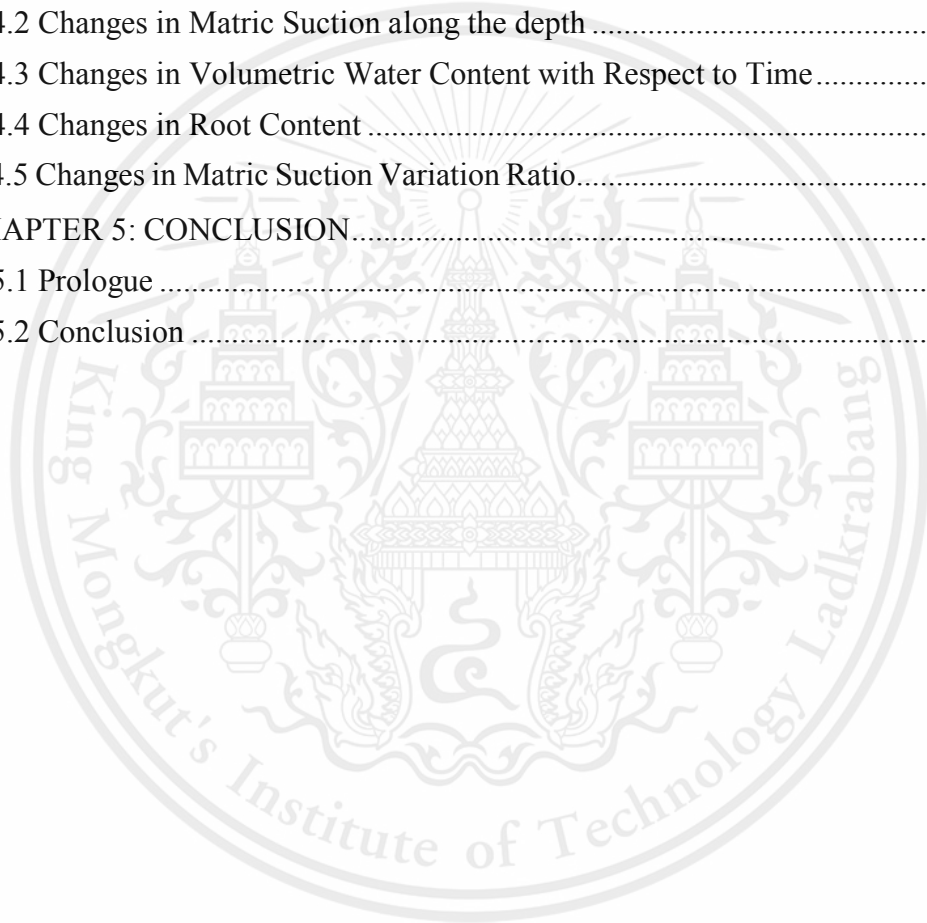 4.2 Changes in Matric Suction along the depth ....................................................
4.3 Changes in Volumetric Water Content with Respect to Time.................
4.4 Changes in Root Content .................................................................................
4.5 Changes in Matric Suction Variation Ratio....................................................
HAPTER 5: CONCLUSION...................................................................................
5.1 Prologue .............................................................................................................
5.2 Conclusion ........................................................................................................
King Mongkut's Institute of Technology Ladkrabang